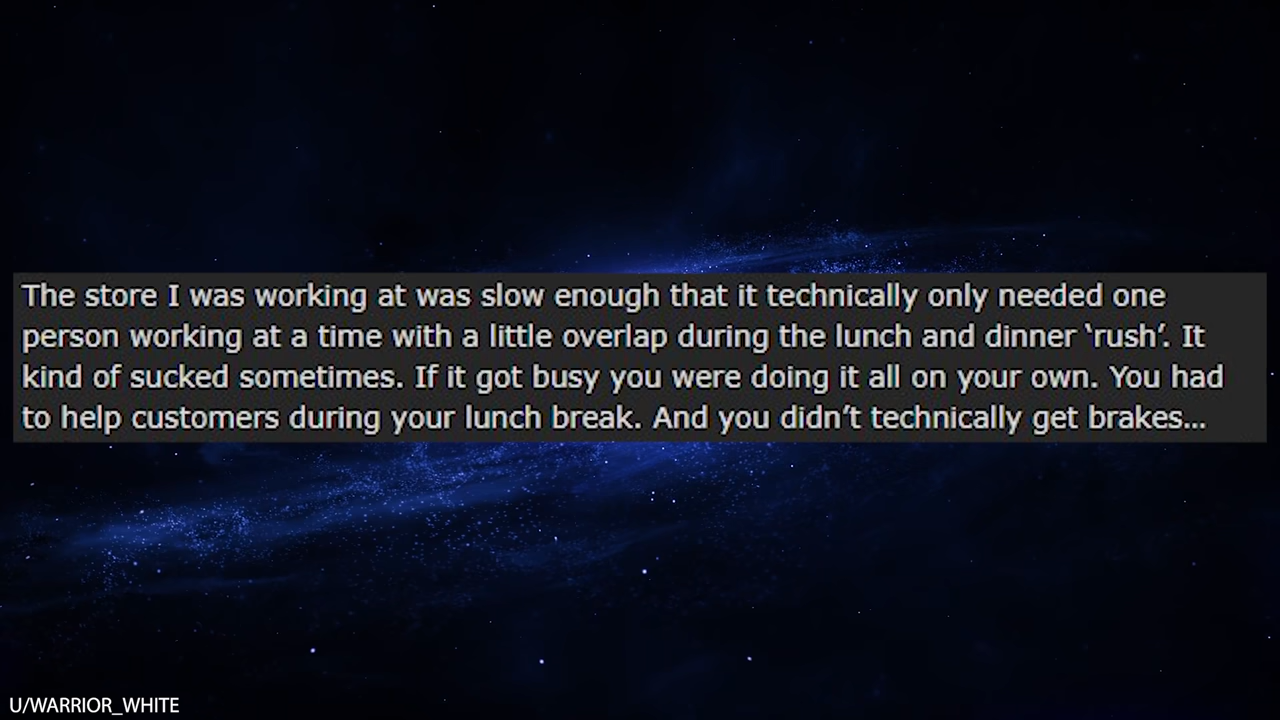 The store I was working at was slow enough that it technically only needed one
person working at a time with a little overlap during the lunch and dinner ‘rush’. It
kind of sucked sometimes. If it got busy you were doing it all on your own. You had
to help customers during your lunch break. And you didn’t technically get brakes...
U/WARRIOR_WHITE